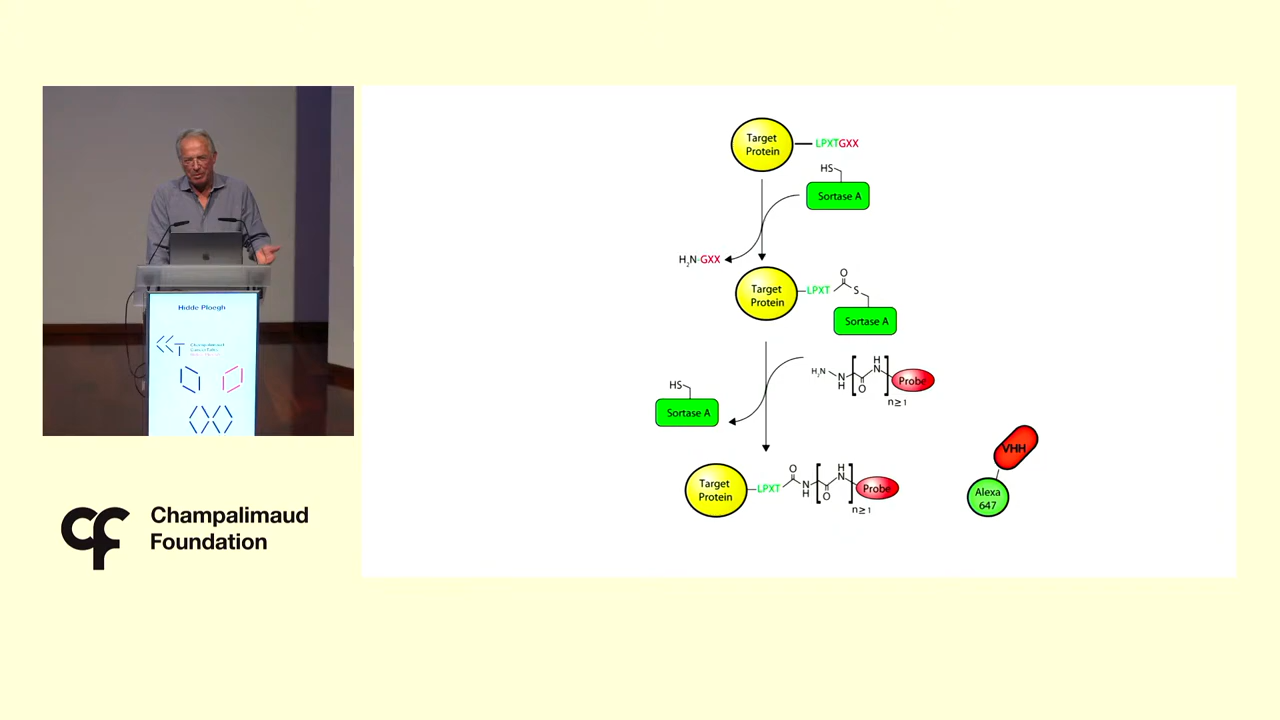 Hidde Ploegh
Champalimaud
Champalimaud
Foundation
Target
Protein
LPXTGXX
HS
Sortase A
H2N-GXX
Target
Protein
LPXT
O
S
Sortase A
H2N
N
H
O
H
N
Probe
n≥1
HS
Sortase A
Target
Protein
LPXT
O
N
H
O
H
N
Probe
n≥1
VHH
Alexa
647